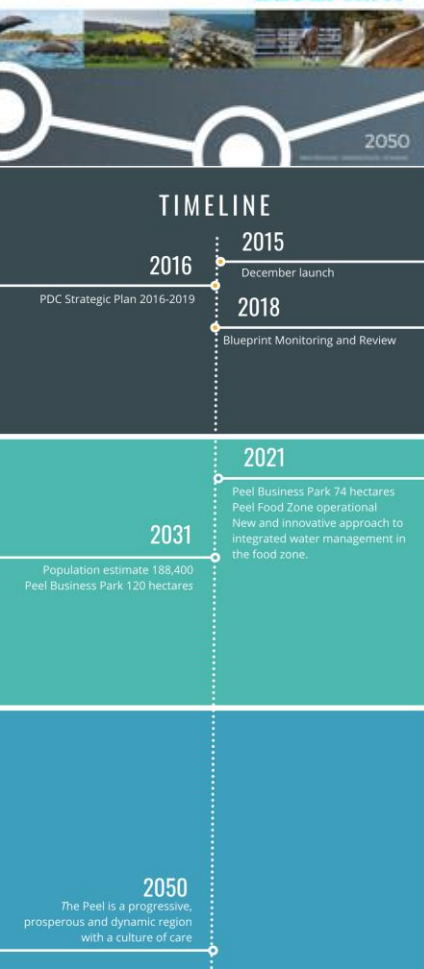 2050
TIMELINE
2015
December launch
2016
PDC Strategic Plan 2016-2019
2018
Blueprint Monitoring and Review
2021
Peel Business Park 74 hectares
Peel Food Zone operational
New and innovative approach to
integrated water management in
the food zone.
2031
Population estimate 188,400
Peel Business Park 120 hectares
2050
The Peel is a progressive,
prosperous and dynamic region
with a culture of care